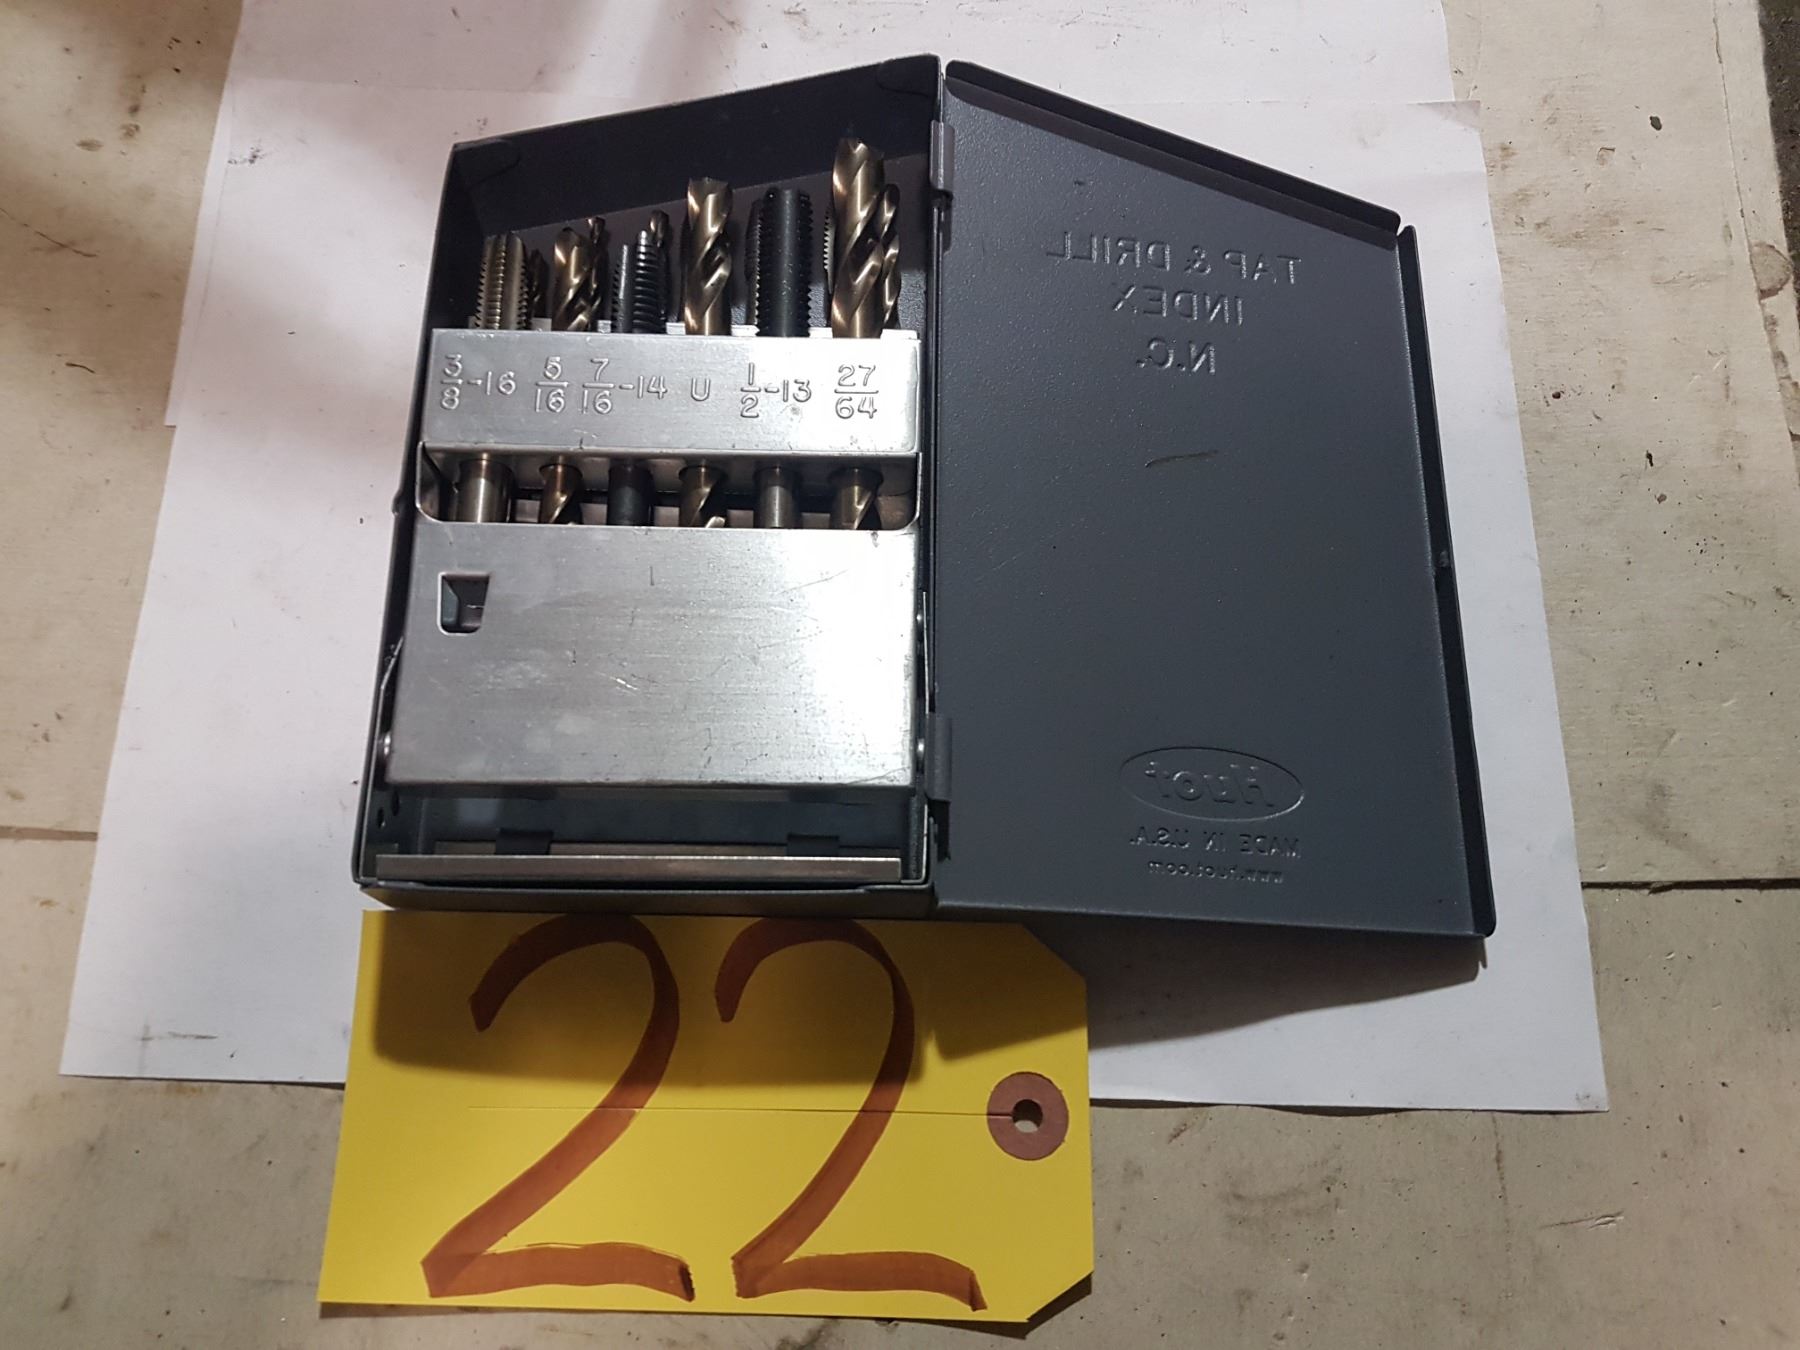 3/8-16 5/16 7/16-14 U 1/2-13 27/64
TAP & DRILL
INDEX
N.C.
Huot
MADE IN U.S.A.
www.huot.com
22